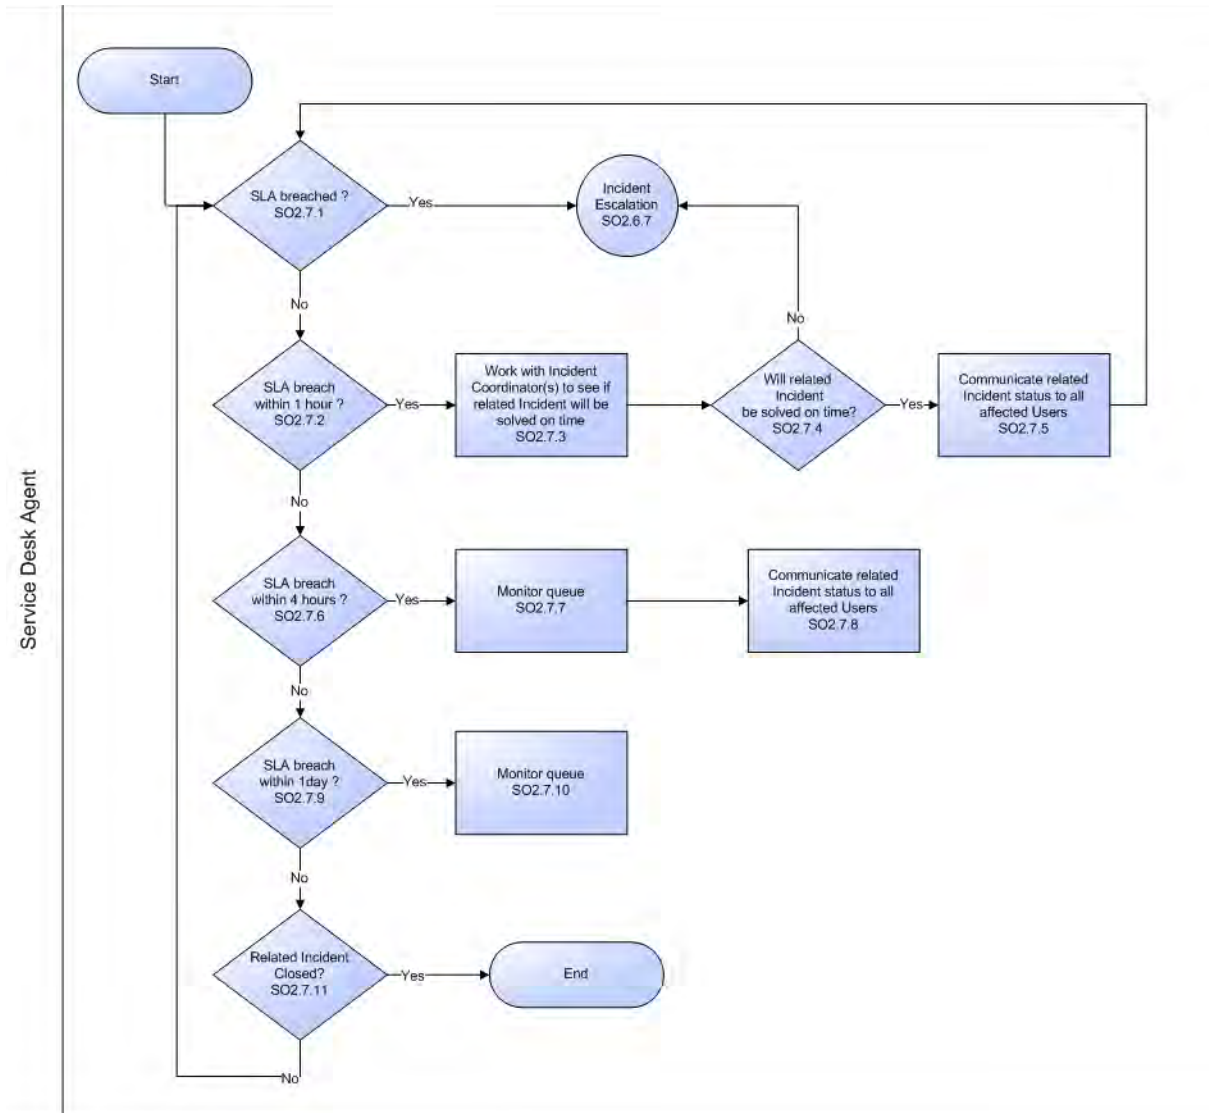 Service Desk Agent
Start
SLA breached ?
SO2.7.1
Yes
Incident
Escalation
SO2.6.7
No
No
SLA breach
within 1 hour ?
SO2.7.2
Yes
Work with Incident
Coordinator(s) to see if
related Incident will be
solved on time
SO2.7.3
Will related
Incident
be solved on time?
SO2.7.4
Yes
Communicate related
Incident status to all
affected Users
SO2.7.5
No
SLA breach
within 4 hours ?
SO2.7.6
Yes
Monitor queue
SO2.7.7
Communicate related
Incident status to all
affected Users
SO2.7.8
No
SLA breach
within 1day ?
SO2.7.9
Yes
Monitor queue
SO2.7.10
No
Related Incident
Closed?
SO2.7.11
Yes
End
No